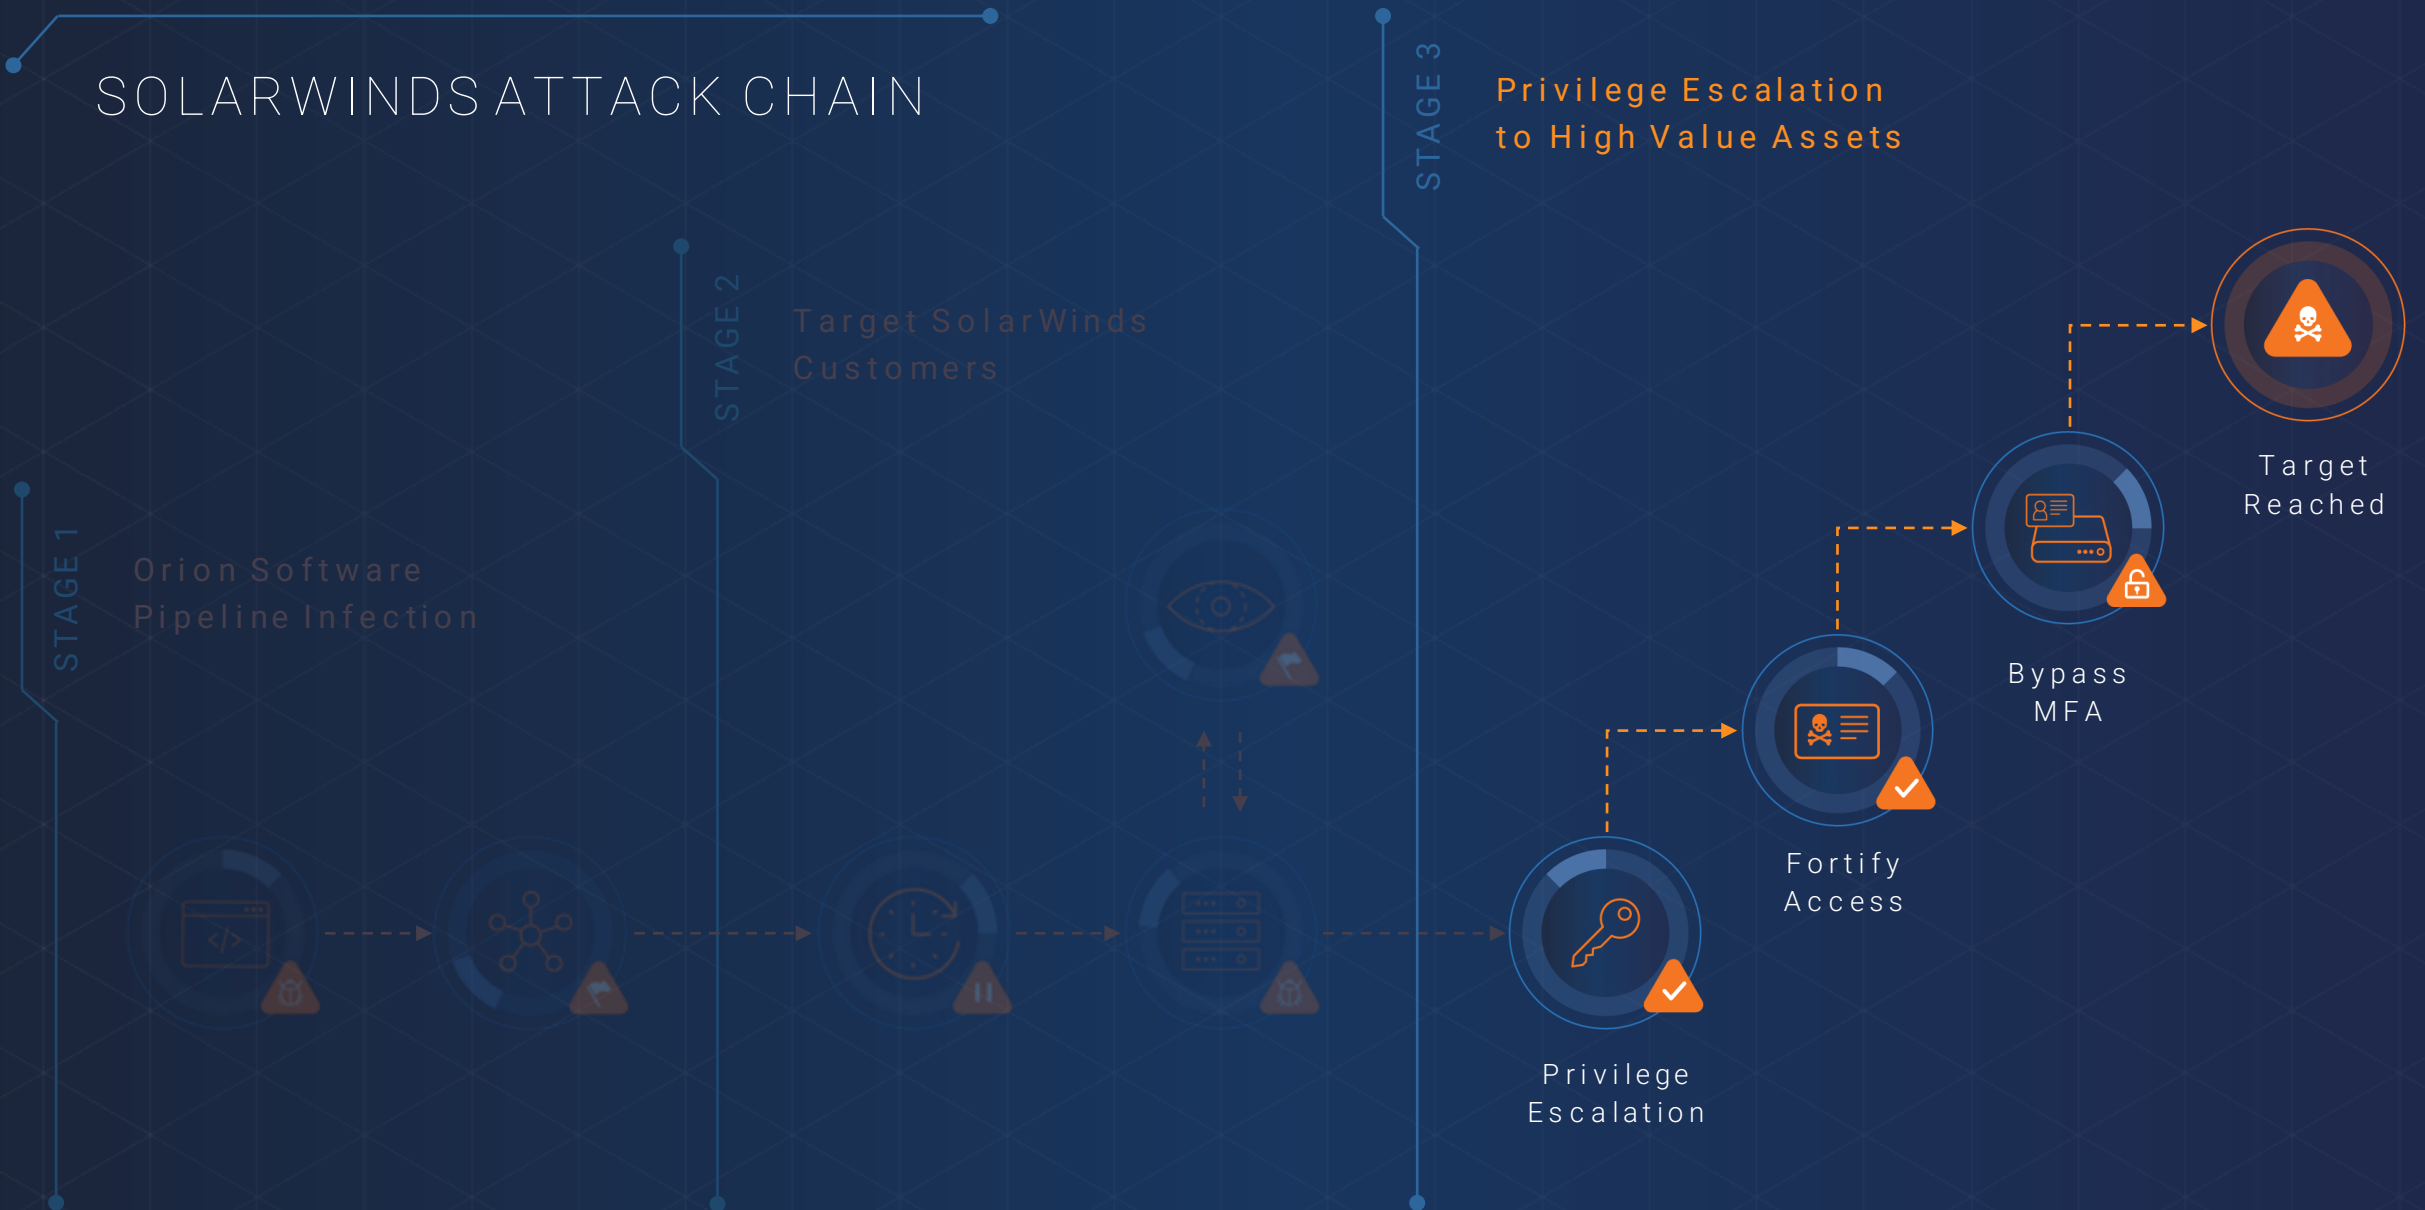 SOLARWINDS ATTACK CHAIN
STAGE 1
Orion Software
Pipeline Infection
STAGE 2
Target SolarWinds
Customers
STAGE 3
Privilege Escalation
to High Value Assets
Privilege
Escalation
Fortify
Access
Bypass
MFA
Target
Reached